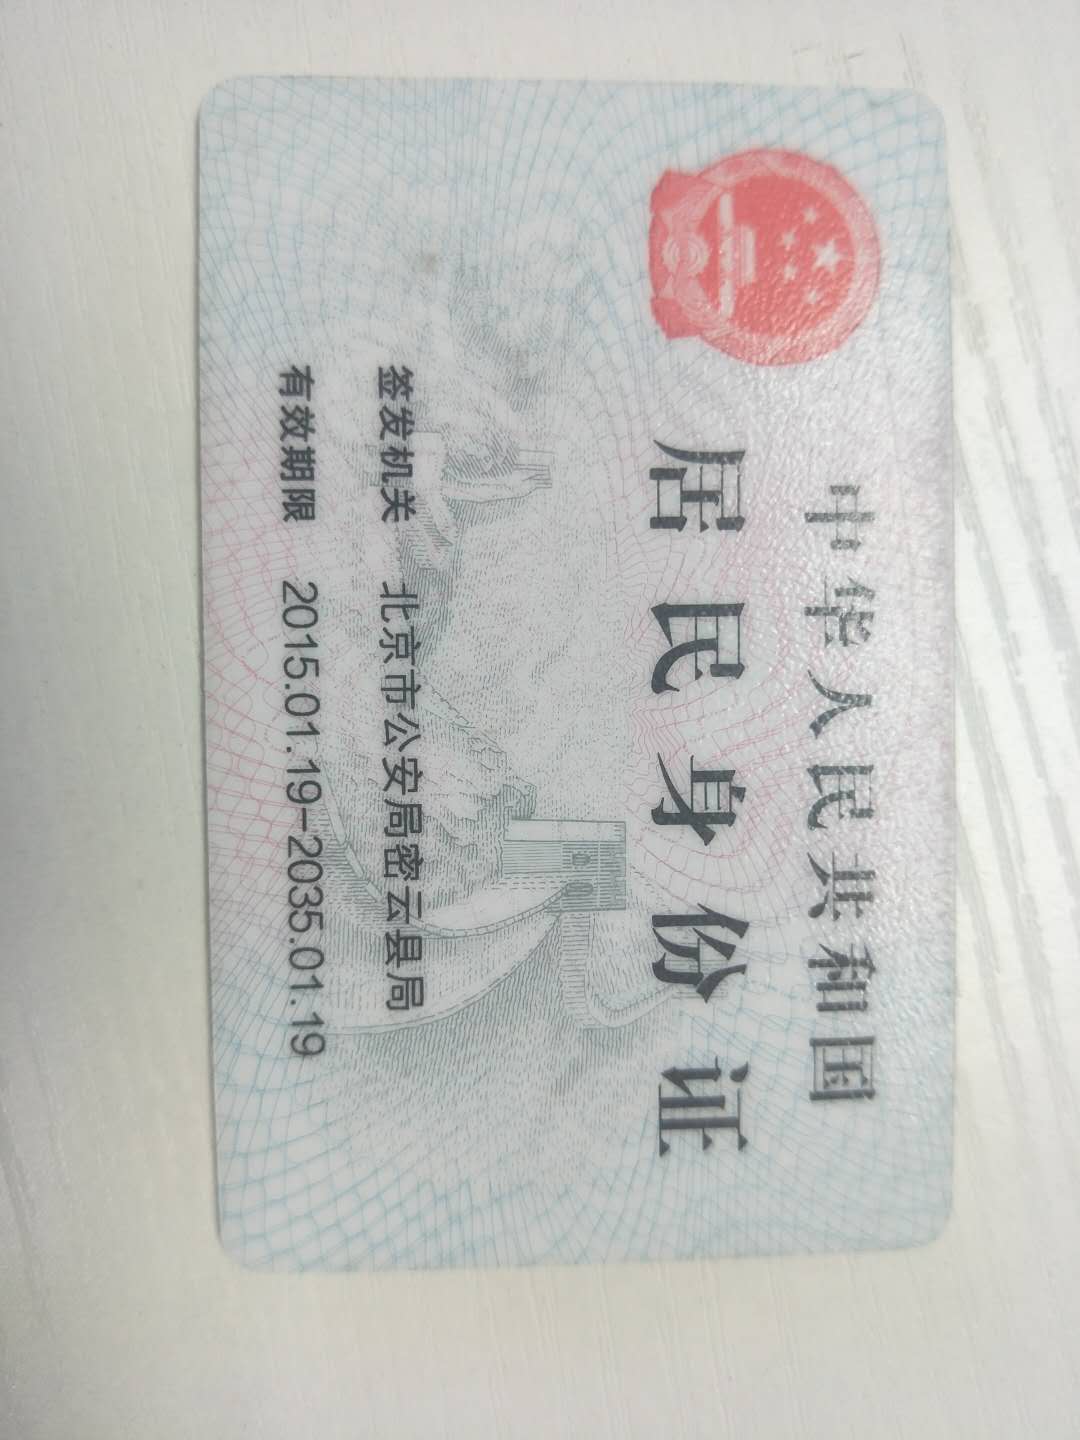 中华人民共和国
居民身份证
签发机关 北京市公安局密云县局
有效期限 2015.01.19-2035.01.19